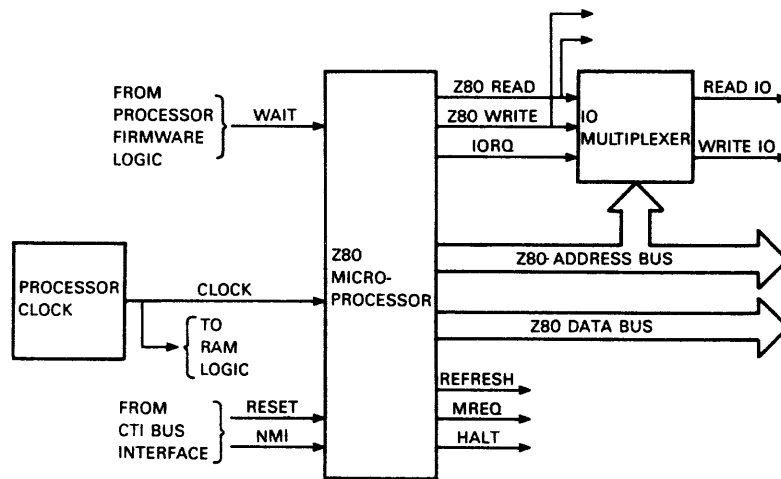 FROM
PROCESSOR
FIRMWARE
LOGIC
WAIT
Z80 READ
Z80 WRITE
IORQ
IO
MULTIPLEXER
READ IO
WRITE IO
PROCESSOR
CLOCK
CLOCK
TO
RAM
LOGIC
Z80
MICRO-
PROCESSOR
Z80-ADDRESS BUS
Z80 DATA BUS
FROM
CTI BUS
INTERFACE
RESET
NMI
REFRESH
MREQ
HALT